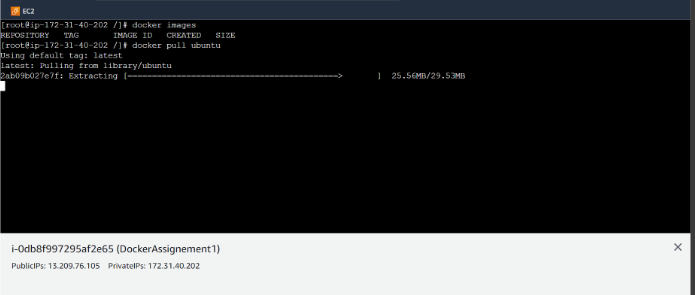 EC2
[root@ip-172-31-40-202 /]# docker images
REPOSITORY   TAG       IMAGE ID   CREATED   SIZE
[root@ip-172-31-40-202 /]# docker pull ubuntu
Using default tag: latest
latest: Pulling from library/ubuntu
2ab09b027e7f: Extracting [==========================================>       ]  25.56MB/29.53MB
i-0db8f997295af2e65 (DockerAssignement1)
PublicIPs: 13.209.76.105   PrivateIPs: 172.31.40.202